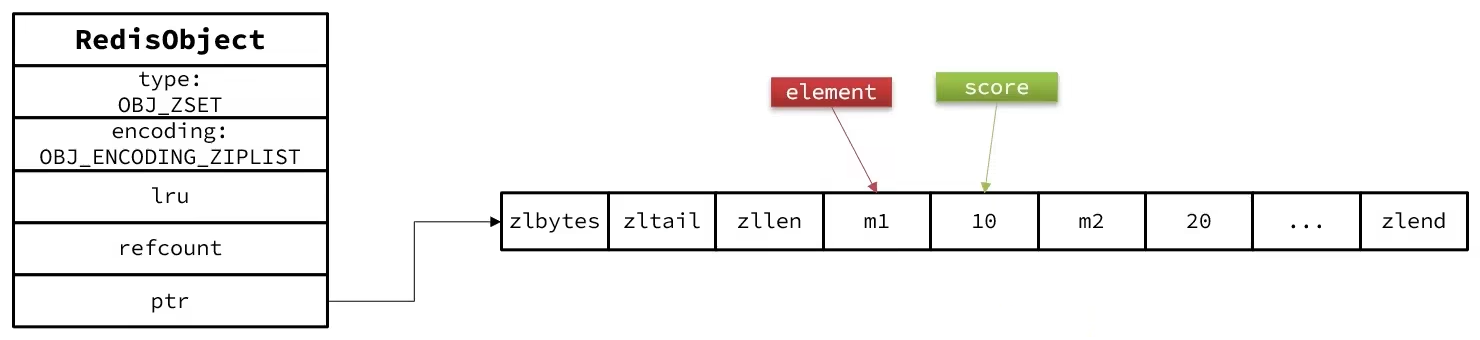 RedisObject
type:
OBJ_ZSET
encoding:
OBJ_ENCODING_ZIPLIST
lru
refcount
ptr
element
score
zlbytes zltail zllen m1 10 m2 20 ... zlend